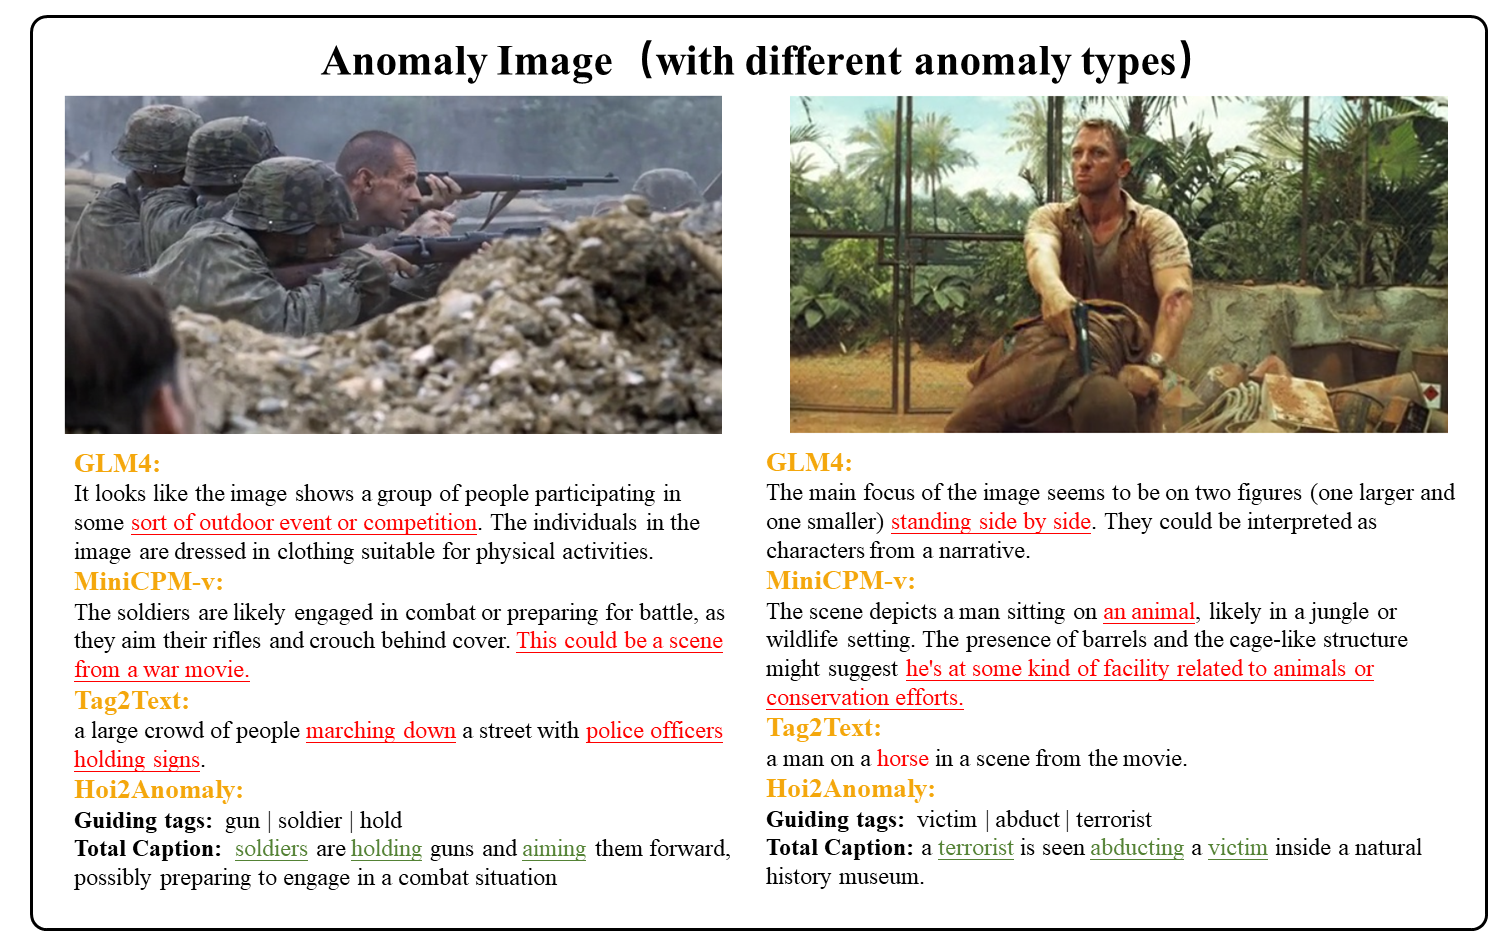 Anomaly Image（with different anomaly types）
GLM4:
It looks like the image shows a group of people participating in
some sort of outdoor event or competition. The individuals in the
image are dressed in clothing suitable for physical activities.
MiniCPM-v:
The soldiers are likely engaged in combat or preparing for battle, as
they aim their rifles and crouch behind cover. This could be a scene
from a war movie.
Tag2Text:
a large crowd of people marching down a street with police officers
holding signs.
Hoi2Anomaly:
Guiding tags: gun | soldier | hold
Total Caption: soldiers are holding guns and aiming them forward,
possibly preparing to engage in a combat situation
GLM4:
The main focus of the image seems to be on two figures (one larger and
one smaller) standing side by side. They could be interpreted as
characters from a narrative.
MiniCPM-v:
The scene depicts a man sitting on an animal, likely in a jungle or
wildlife setting. The presence of barrels and the cage-like structure
might suggest he's at some kind of facility related to animals or
conservation efforts.
Tag2Text:
a man on a horse in a scene from the movie.
Hoi2Anomaly:
Guiding tags: victim | abduct | terrorist
Total Caption: a terrorist is seen abducting a victim inside a natural
history museum.